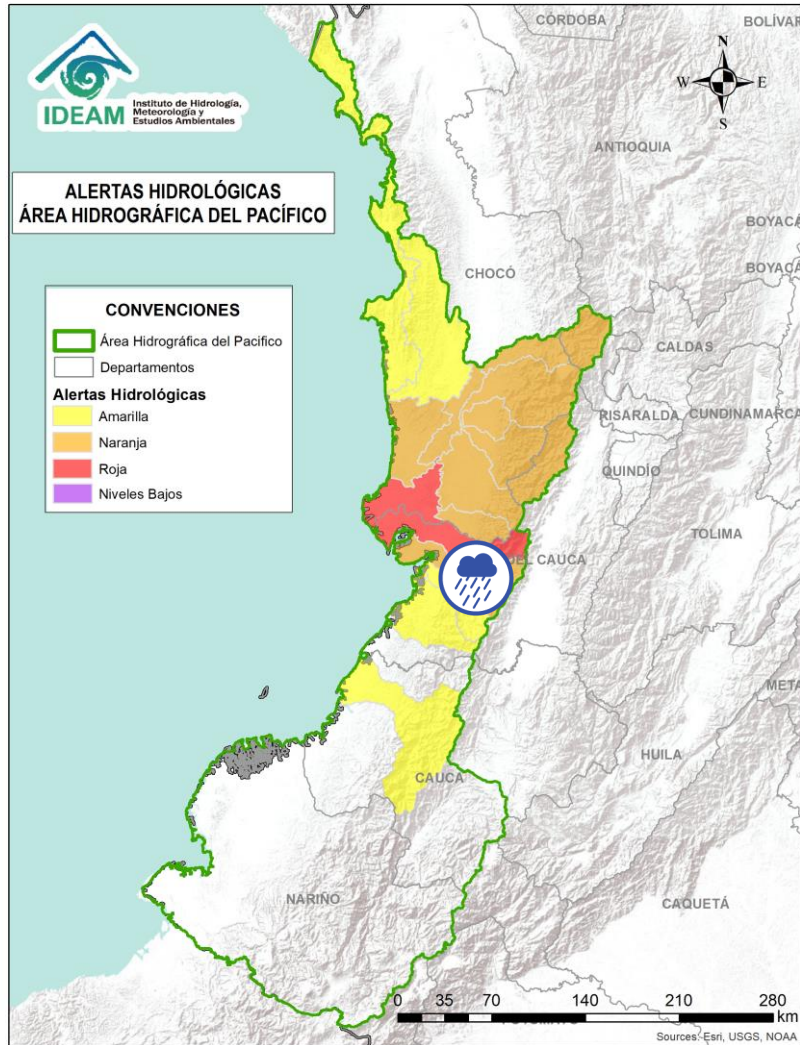 IDEAM
Instituto de Hidrología,
Meteorología y
Estudios Ambientales
ALERTAS HIDROLÓGICAS
ÁREA HIDROGRÁFICA DEL PACÍFICO
CONVENCIONES
Área Hidrográfica del Pacifico
Departamentos
Alertas Hidrológicas
Amarilla
Naranja
Roja
Niveles Bajos
N
W E
S
CÓRDOBA
BOLÍVAR
ANTIOQUIA
BOYACÁ
BOYACÁ
CHOCÓ
CALDAS
RISARALDA
CUNDINAMARCA
QUINDÍO
TOLIMA
DEL CAUCA
META
HUILA
CAUCA
NARIÑO
CAQUETÁ
0 35 70 140 210 280
km
Sources: Esri, USGS, NOAA